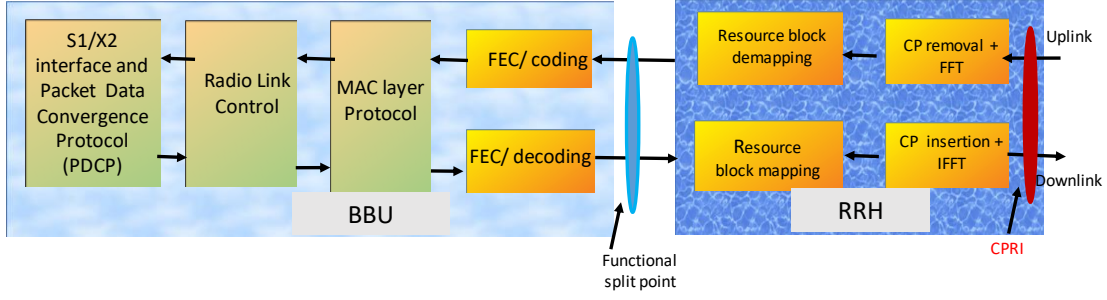 S1/X2
interface and
Packet Data
Convergence
Protocol
(PDCP)
Radio Link
Control
MAC layer
Protocol
FEC/ coding
FEC/ decoding
BBU
Functional
split point
Resource block
demapping
CP removal +
FFT
Uplink
Resource
block mapping
CP insertion +
IFFT
Downlink
RRH
CPRI